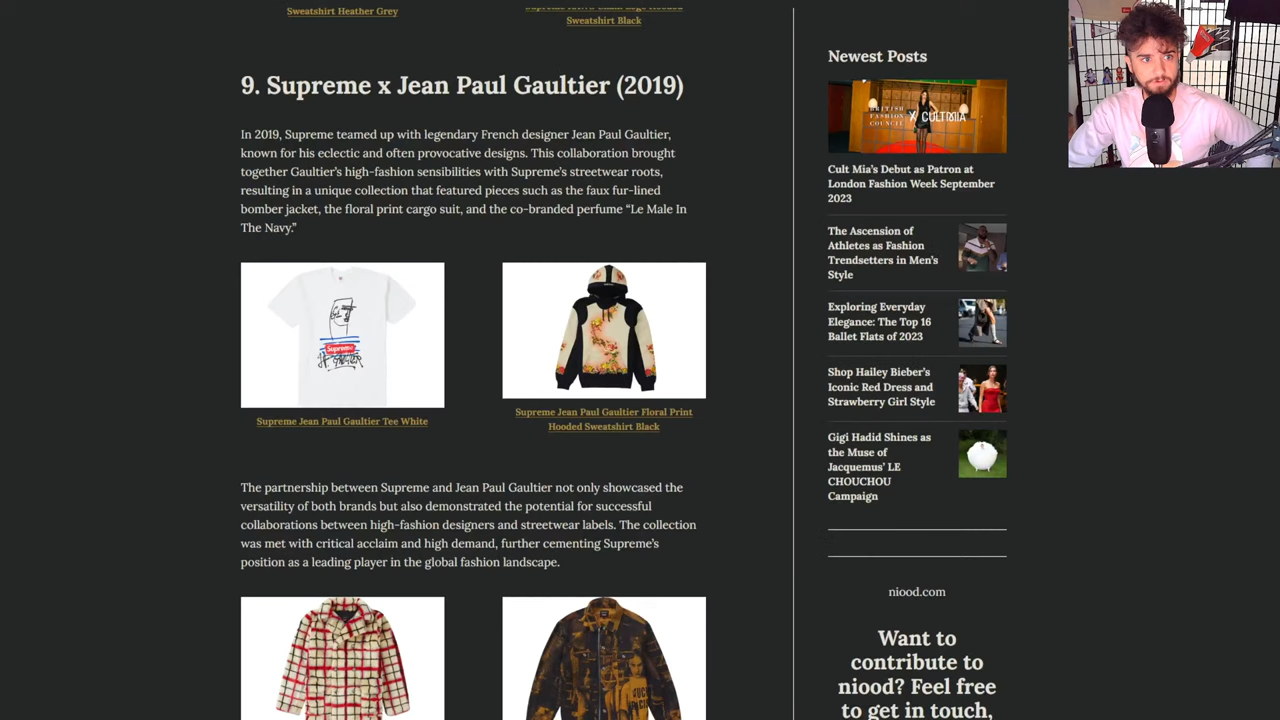 Sweatshirt Heather Grey
Sweatshirt Black
9. Supreme x Jean Paul Gaultier (2019)
In 2019, Supreme teamed up with legendary French designer Jean Paul Gaultier,
known for his eclectic and often provocative designs. This collaboration brought
together Gaultier’s high-fashion sensibilities with Supreme’s streetwear roots,
resulting in a unique collection that featured pieces such as the faux fur-lined
bomber jacket, the floral print cargo suit, and the co-branded perfume “Le Male In
The Navy.”
Supreme
Supreme Jean Paul Gaultier Tee White
Supreme Jean Paul Gaultier Floral Print
Hooded Sweatshirt Black
The partnership between Supreme and Jean Paul Gaultier not only showcased the
versatility of both brands but also demonstrated the potential for successful
collaborations between high-fashion designers and streetwear labels. The collection
was met with critical acclaim and high demand, further cementing Supreme’s
position as a leading player in the global fashion landscape.
Newest Posts
BRITISH
FASHION
COUNCIL
X CULTMIA
Cult Mia’s Debut as Patron at
London Fashion Week September
2023
The Ascension of
Athletes as Fashion
Trendsetters in Men’s
Style
Exploring Everyday
Elegance: The Top 16
Ballet Flats of 2023
Shop Hailey Bieber’s
Iconic Red Dress and
Strawberry Girl Style
Gigi Hadid Shines as
the Muse of
Jacquemus’ LE
CHOUCHOU
Campaign
niood.com
Want to
contribute to
niood? Feel free
to get in touch,